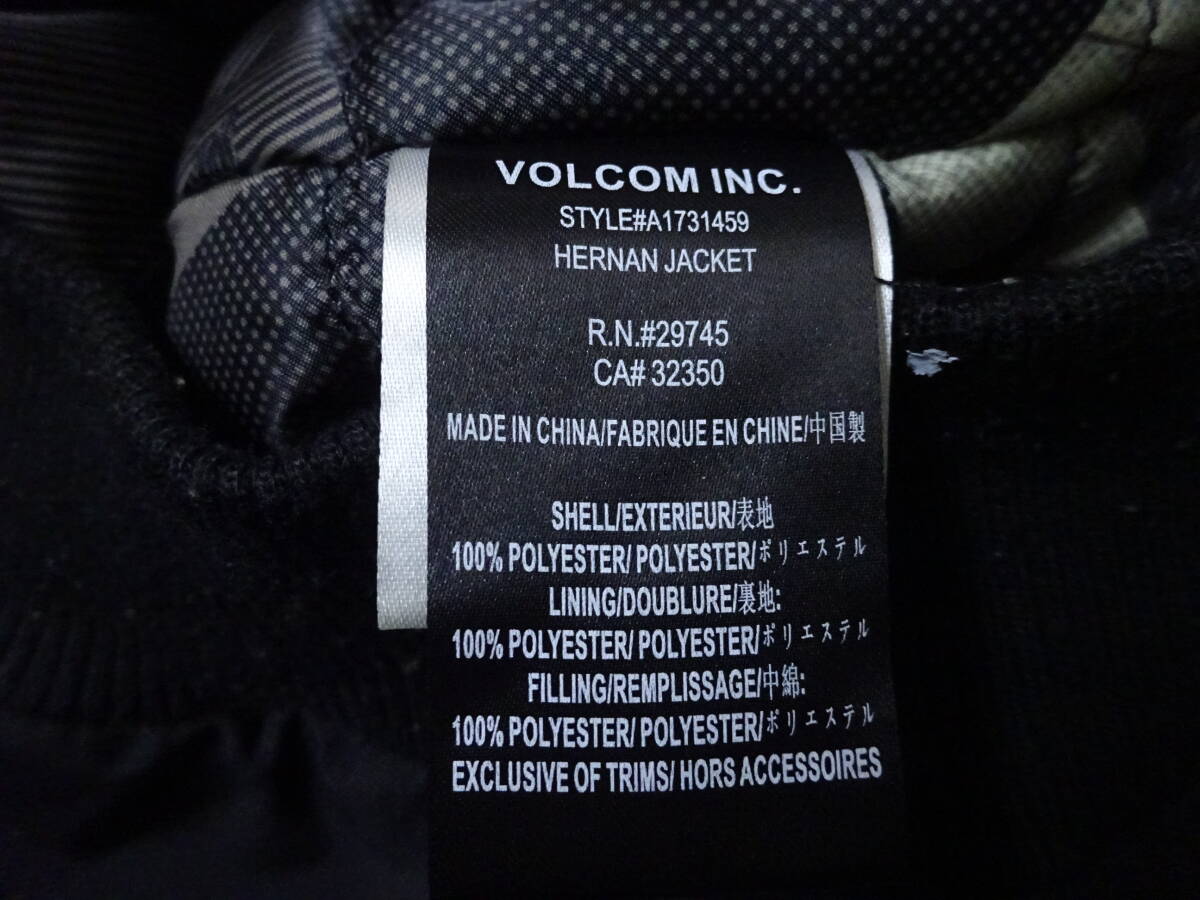 VOLCOM INC.
STYLE#A1731459
HERNAN JACKET
R.N.#29745
CA# 32350
MADE IN CHINA/FABRIQUE EN CHINE/中国製
SHELL/EXTERIEUR/表地
100% POLYESTER/ POLYESTER/ポリエステル
LINING/DOUBLURE/裏地:
100% POLYESTER/ POLYESTER/ポリエステル
FILLING/REMPLISSAGE/中綿:
100% POLYESTER/ POLYESTER/ポリエステル
EXCLUSIVE OF TRIMS/ HORS ACCESSOIRES